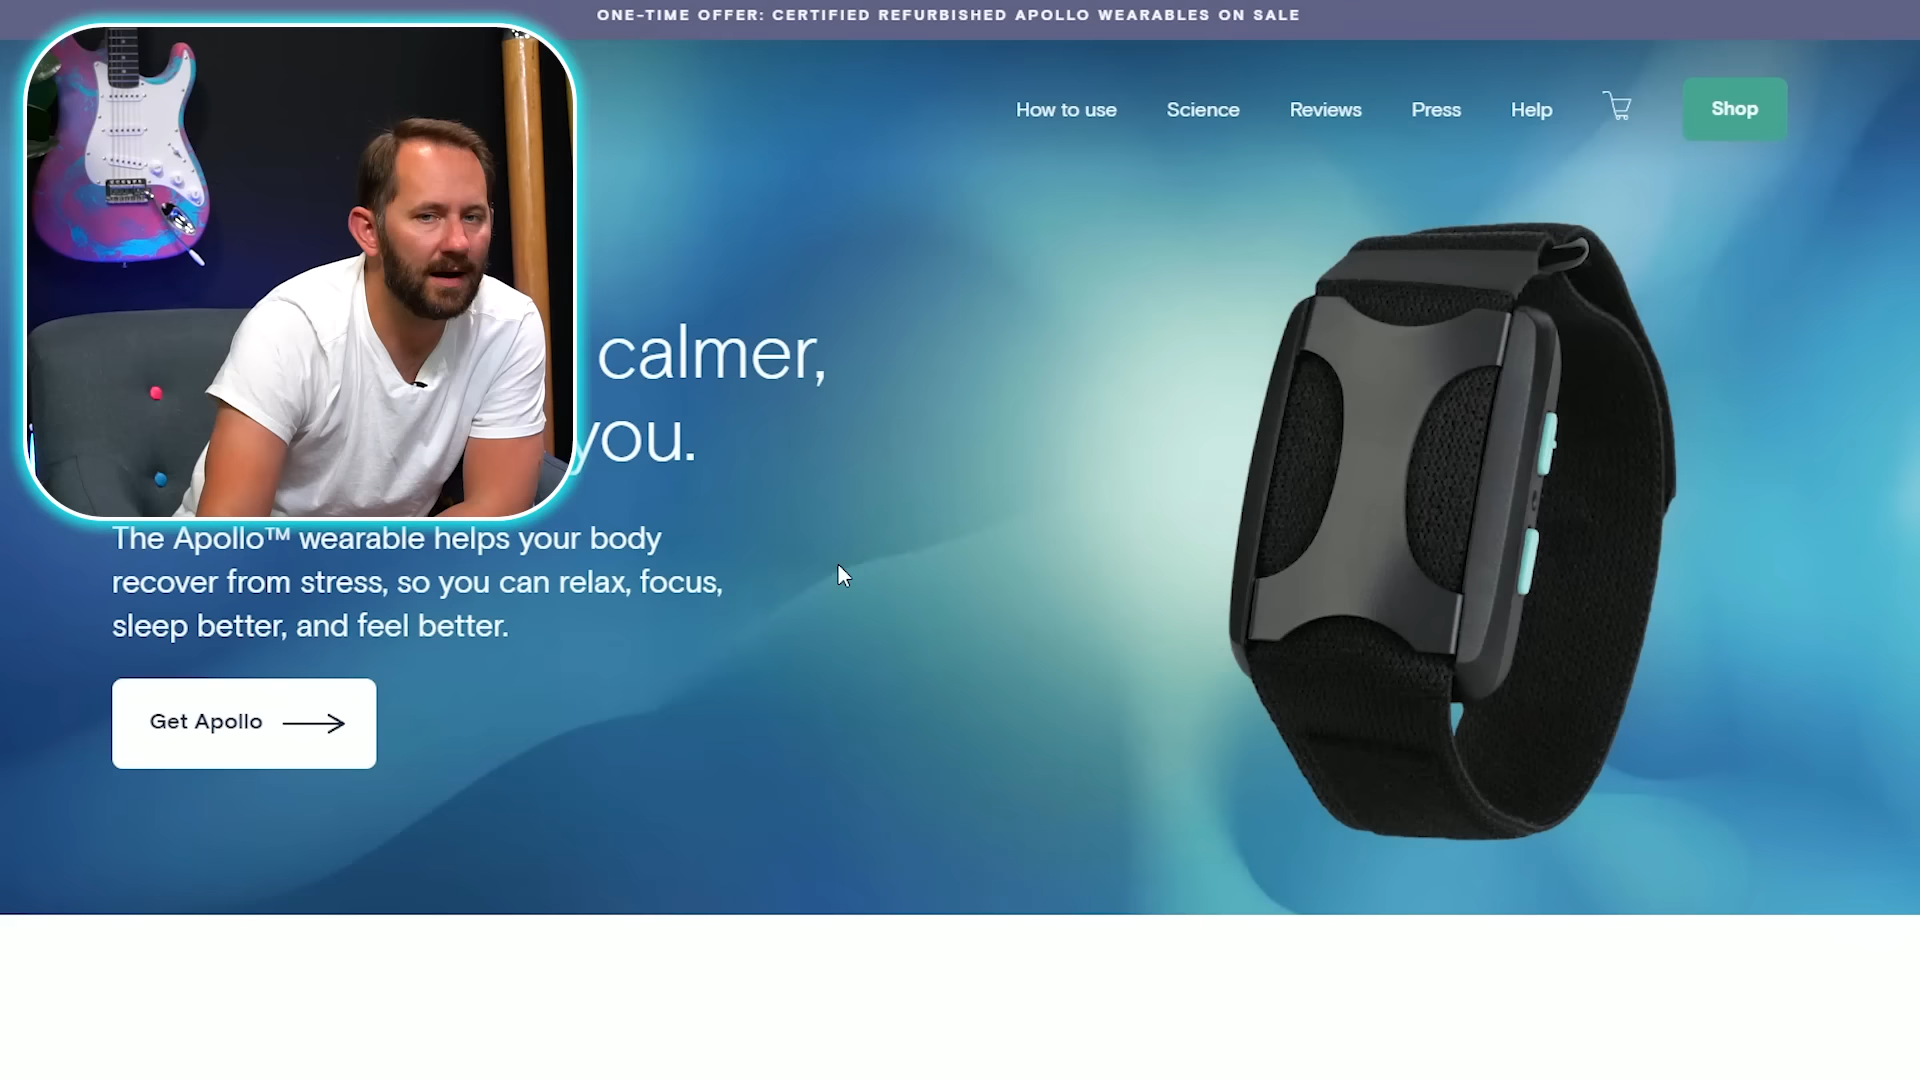 ONE-TIME OFFER: CERTIFIED REFURBISHED APOLLO WEARABLES ON SALE
How to use
Science
Reviews
Press
Help
Shop
calmer,
you.
The Apollo™ wearable helps your body
recover from stress, so you can relax, focus,
sleep better, and feel better.
Get Apollo